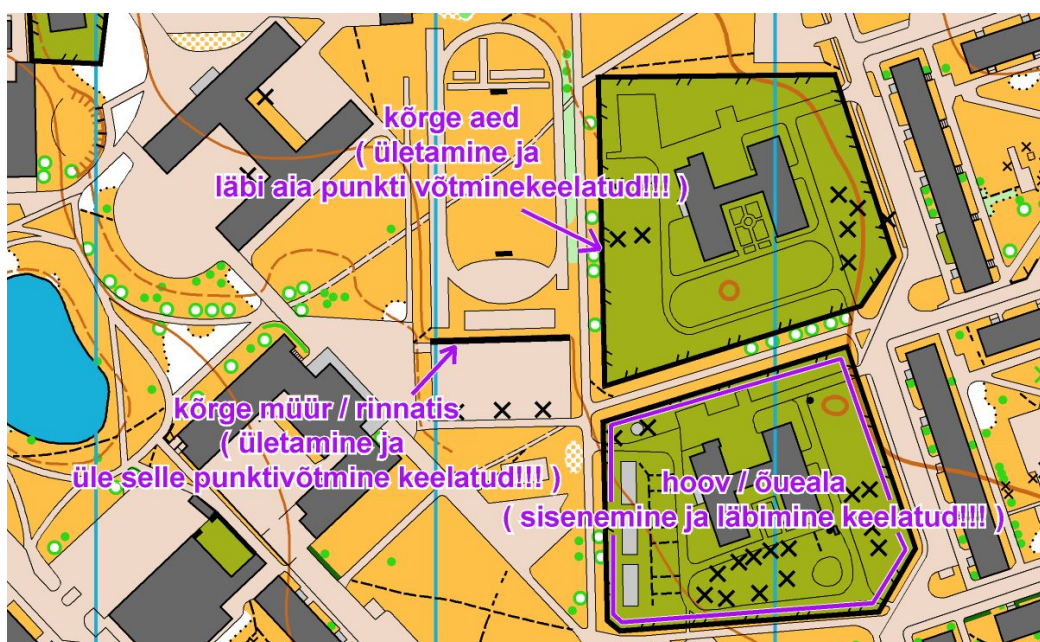 kõrge aed
( ületamine ja
läbi aia punkti võtminekeelatud!!! )
kõrge müür / rinnatis
( ületamine ja
üle selle punktivõtmine keelatud!!! )
hoov / õueala
( sisenemine ja läbimine keelatud!!! )